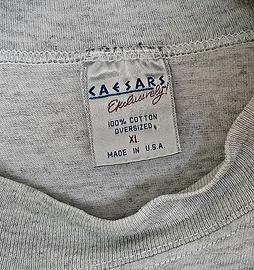 CAESARS
Exclusively!
100% COTTON
OVERSIZED
XL
MADE IN U.S.A.